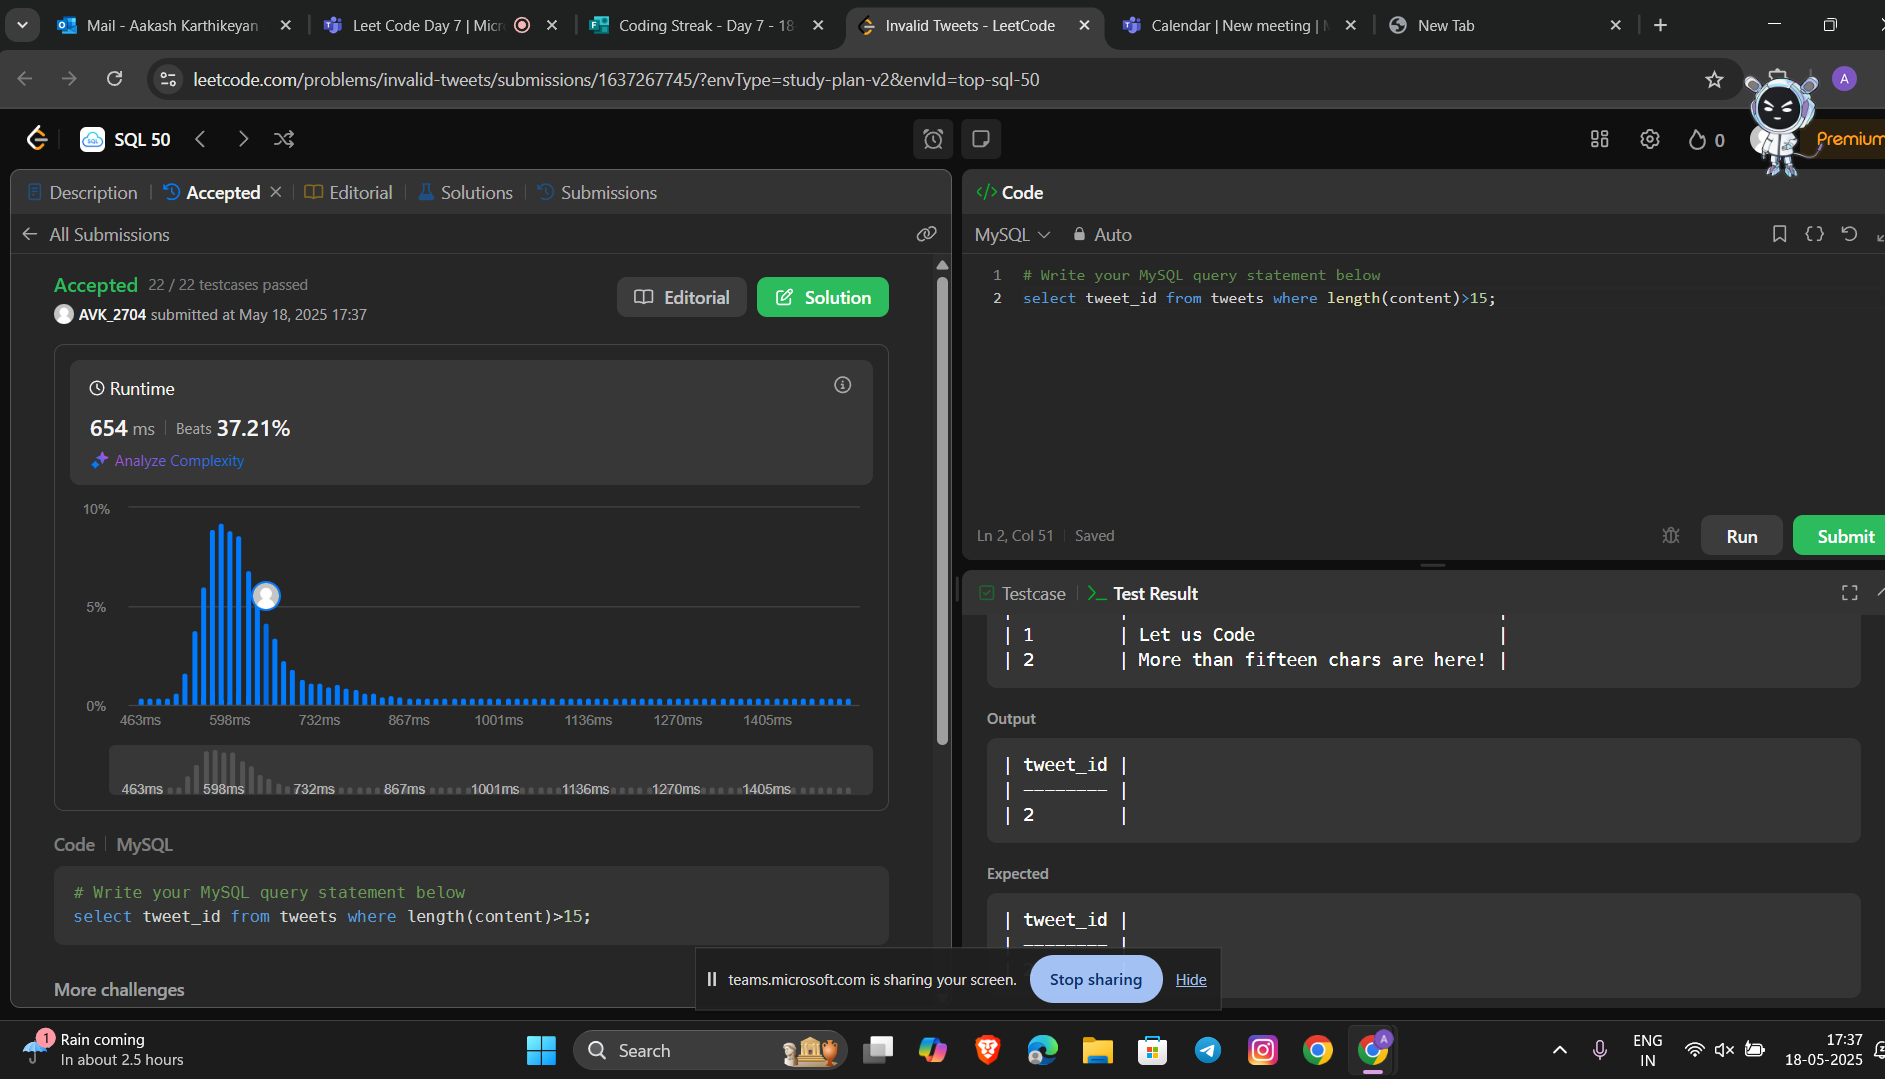 Mail - Aakash Karthikeyan
Leet Code Day 7 | Micr
Coding Streak - Day 7 - 18
Invalid Tweets - LeetCode
Calendar | New meeting |
New Tab
leetcode.com/problems/invalid-tweets/submissions/1637267745/?envType=study-plan-v2&envId=top-sql-50
A
SQL 50
0
Premium
Description
Accepted
Editorial
Solutions
Submissions
All Submissions
Accepted 22 / 22 testcases passed
AVK_2704 submitted at May 18, 2025 17:37
Editorial
Solution
Runtime
654 ms Beats 37.21%
Analyze Complexity
10%
5%
0%
463ms 598ms 732ms 867ms 1001ms 1136ms 1270ms 1405ms
463ms 598ms 732ms 867ms 1001ms 1136ms 1270ms 1405ms
Code MySQL
# Write your MySQL query statement below
select tweet_id from tweets where length(content)>15;
More challenges
</> Code
MySQL Auto
1 # Write your MySQL query statement below
2 select tweet_id from tweets where length(content)>15;
Ln 2, Col 51 Saved
Run
Submit
Testcase
>_ Test Result
| 1 | Let us Code |
| 2 | More than fifteen chars are here! |
Output
| tweet_id |
| -------- |
| 2 |
Expected
| tweet_id |
| -------- |
teams.microsoft.com is sharing your screen.
Stop sharing
Hide
1
Rain coming
In about 2.5 hours
Search
A
ENG
IN
17:37
18-05-2025